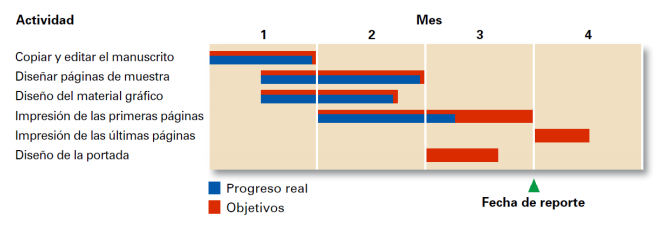 Actividad Mes
1 2 3 4
Copiar y editar el manuscrito
Diseñar páginas de muestra
Diseño del material gráfico
Impresión de las primeras páginas
Impresión de las últimas páginas
Diseño de la portada
Progreso real
Objetivos
Fecha de reporte